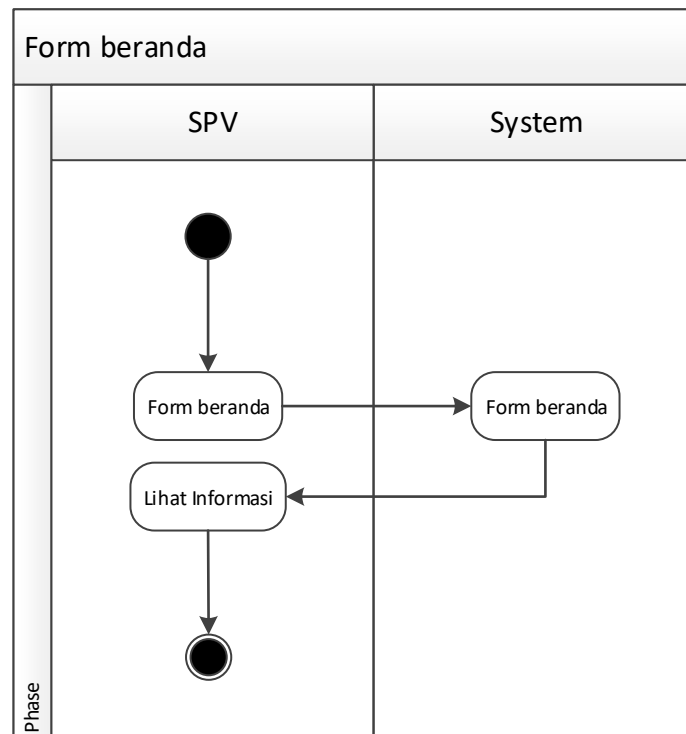 Form beranda
SPV
System
Form beranda
Form beranda
Lihat Informasi
Phase